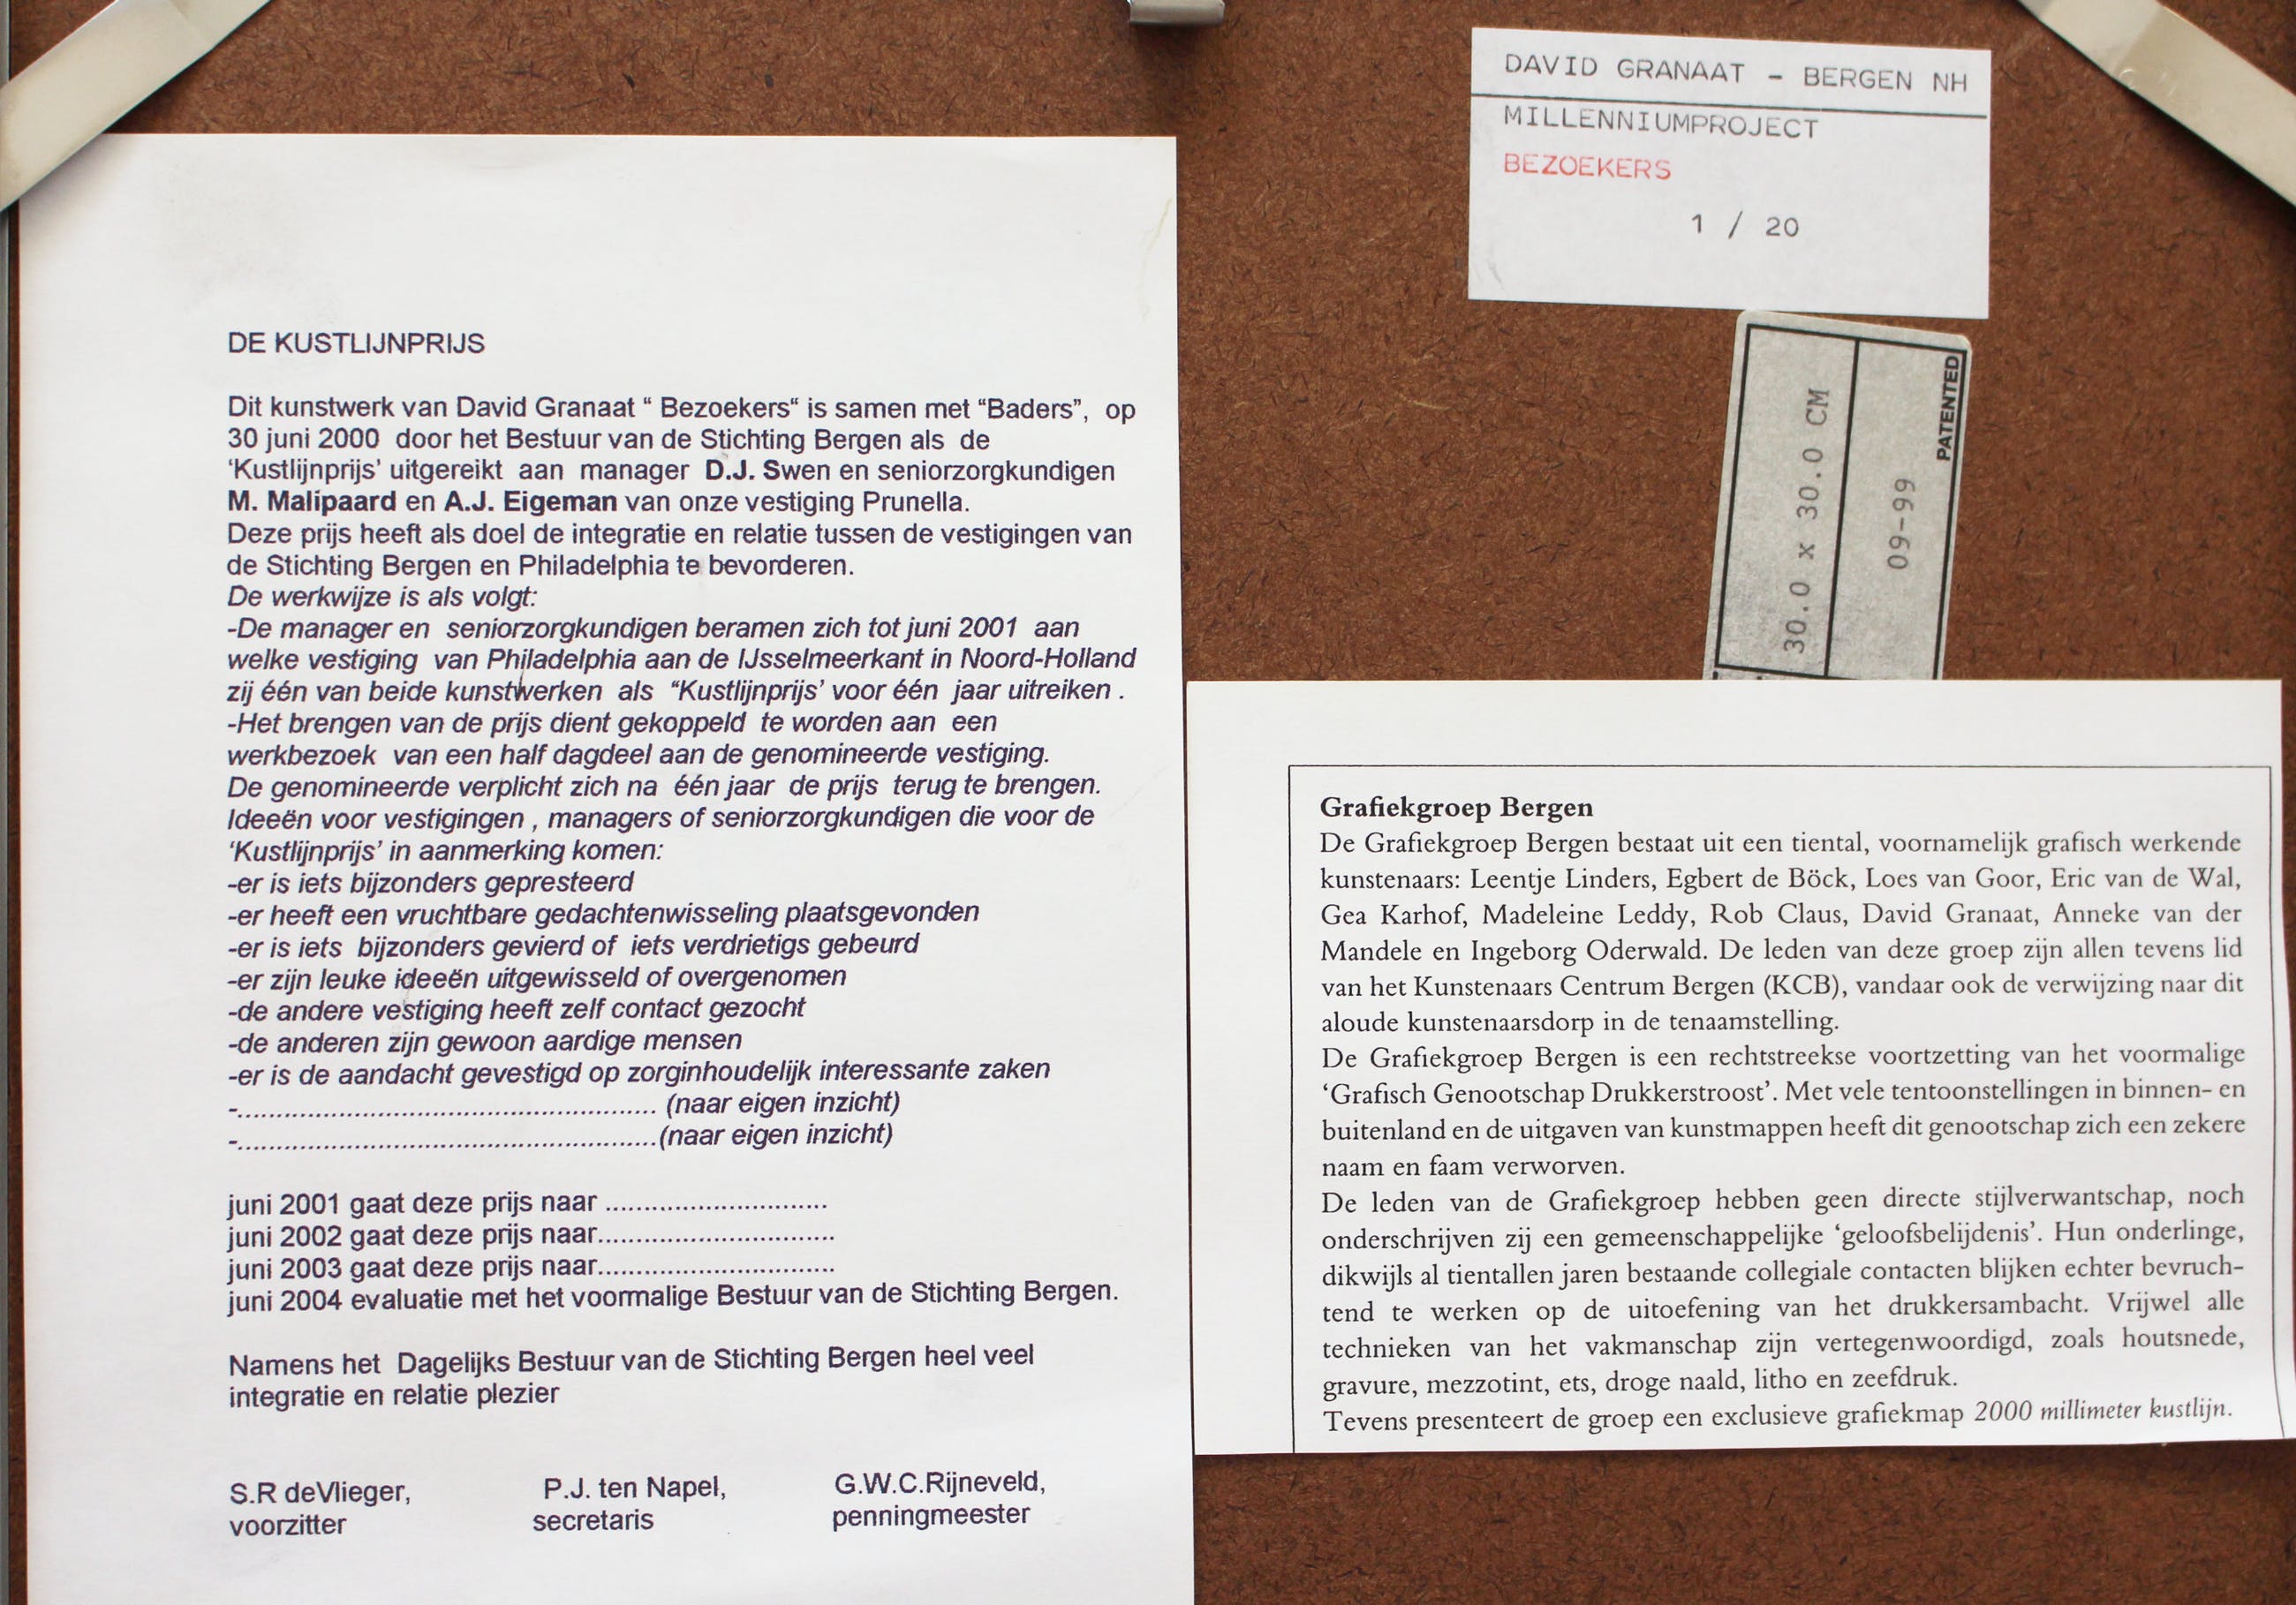 DE KUSTLIJNPRIJS
Dit kunstwerk van David Granaat “ Bezoekers“ is samen met “Baders”, op
30 juni 2000 door het Bestuur van de Stichting Bergen als de
‘Kustlijnprijs’ uitgereikt aan manager D.J. Swen en seniorzorgkundigen
M. Malipaard en A.J. Eigeman van onze vestiging Prunella.
Deze prijs heeft als doel de integratie en relatie tussen de vestigingen van
de Stichting Bergen en Philadelphia te bevorderen.
De werkwijze is als volgt:
-De manager en seniorzorgkundigen beramen zich tot juni 2001 aan
welke vestiging van Philadelphia aan de IJsselmeerkant in Noord-Holland
zij één van beide kunstwerken als “Kustlijnprijs’ voor één jaar uitreiken .
-Het brengen van de prijs dient gekoppeld te worden aan een
werkbezoek van een half dagdeel aan de genomineerde vestiging.
De genomineerde verplicht zich na één jaar de prijs terug te brengen.
Ideeën voor vestigingen , managers of seniorzorgkundigen die voor de
‘Kustlijnprijs’ in aanmerking komen:
-er is iets bijzonders gepresteerd
-er heeft een vruchtbare gedachtenwisseling plaatsgevonden
-er is iets bijzonders gevierd of iets verdrietigs gebeurd
-er zijn leuke ideeën uitgewisseld of overgenomen
-de andere vestiging heeft zelf contact gezocht
-de anderen zijn gewoon aardige mensen
-er is de aandacht gevestigd op zorginhoudelijk interessante zaken
-...................................................... (naar eigen inzicht)
-......................................................(naar eigen inzicht)
juni 2001 gaat deze prijs naar .............................
juni 2002 gaat deze prijs naar...............................
juni 2003 gaat deze prijs naar...............................
juni 2004 evaluatie met het voormalige Bestuur van de Stichting Bergen.
Namens het Dagelijks Bestuur van de Stichting Bergen heel veel
integratie en relatie plezier
S.R deVlieger, P.J. ten Napel, G.W.C.Rijneveld,
voorzitter secretaris penningmeester
DAVID GRANAAT - BERGEN NH
MILLENNIUMPROJECT
BEZOEKERS
1 / 20
30.0 x 30.0 CM
09-99
PATENTED
Grafiekgroep Bergen
De Grafiekgroep Bergen bestaat uit een tiental, voornamelijk grafisch werkende
kunstenaars: Leentje Linders, Egbert de Böck, Loes van Goor, Eric van de Wal,
Gea Karhof, Madeleine Leddy, Rob Claus, David Granaat, Anneke van der
Mandele en Ingeborg Oderwald. De leden van deze groep zijn allen tevens lid
van het Kunstenaars Centrum Bergen (KCB), vandaar ook de verwijzing naar dit
aloude kunstenaarsdorp in de tenaamstelling.
De Grafiekgroep Bergen is een rechtstreekse voortzetting van het voormalige
‘Grafisch Genootschap Drukkerstroost’. Met vele tentoonstellingen in binnen- en
buitenland en de uitgaven van kunstmappen heeft dit genootschap zich een zekere
naam en faam verworven.
De leden van de Grafiekgroep hebben geen directe stijlverwantschap, noch
onderschrijven zij een gemeenschappelijke ‘geloofsbelijdenis’. Hun onderlinge,
dikwijls al tientallen jaren bestaande collegiale contacten blijken echter bevruch-
tend te werken op de uitoefening van het drukkersambacht. Vrijwel alle
technieken van het vakmanschap zijn vertegenwoordigd, zoals houtsnede,
gravure, mezzotint, ets, droge naald, litho en zeefdruk.
Tevens presenteert de groep een exclusieve grafiekmap 2000 millimeter kustlijn.